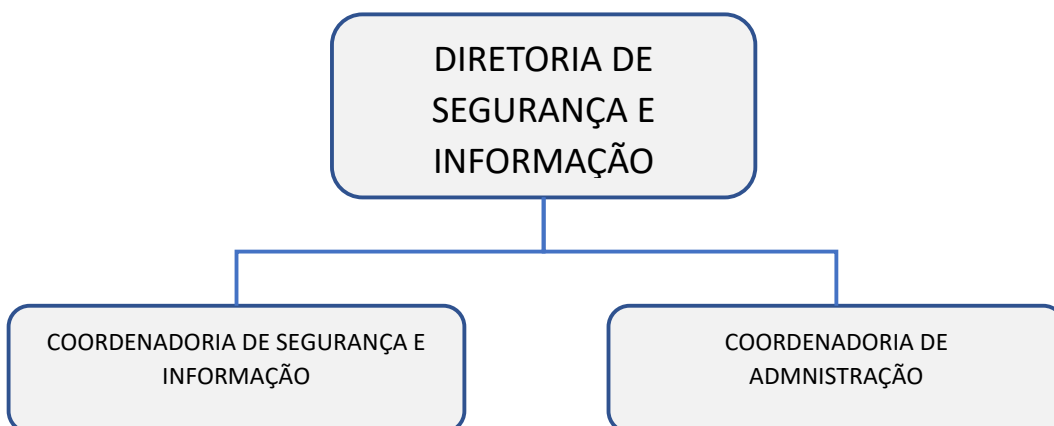 DIRETORIA DE
SEGURANÇA E
INFORMAÇÃO
COORDENADORIA DE SEGURANÇA E
INFORMAÇÃO
COORDENADORIA DE
ADMNISTRAÇÃO